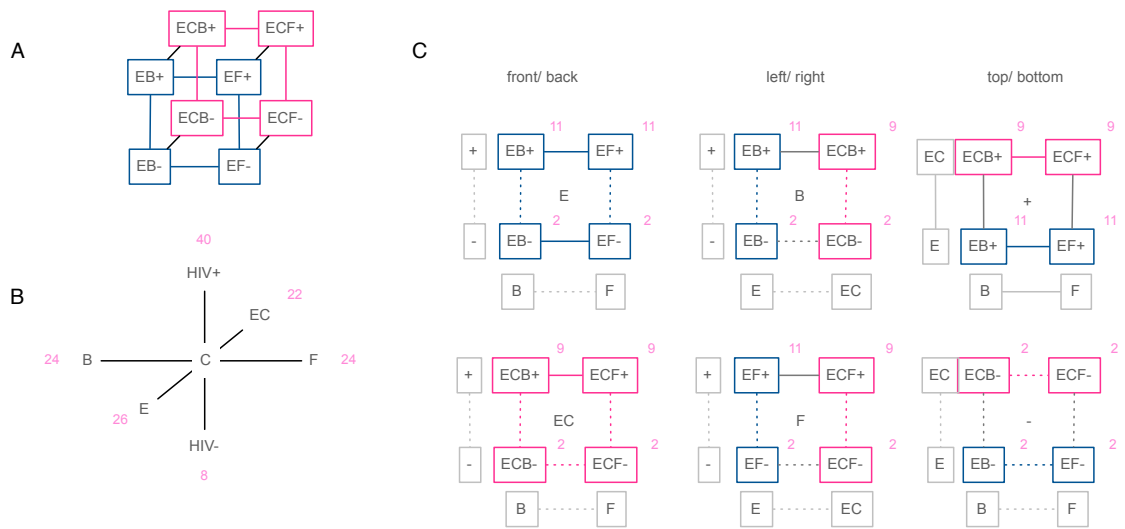 A
ECB+ ECF+
EB+ EF+
ECB- ECF-
EB- EF-
B
40
HIV+
22
EC
24 B C F 24
E
26
HIV-
8
C
front/ back left/ right top/ bottom
11 11
+ EB+ EF+
E
2 2
- EB- EF-
B F
11 9
+ EB+ ECB+
B
2 2
- EB- ECB-
E EC
9 9
EC ECB+ ECF+
+
11 11
E EB+ EF+
B F
9 9
+ ECB+ ECF+
EC
2 2
- ECB- ECF-
B F
11 9
+ EF+ ECF+
F
2 2
- EF- ECF-
E EC
2 2
EC ECB- ECF-
-
2 2
E EB- EF-
B F